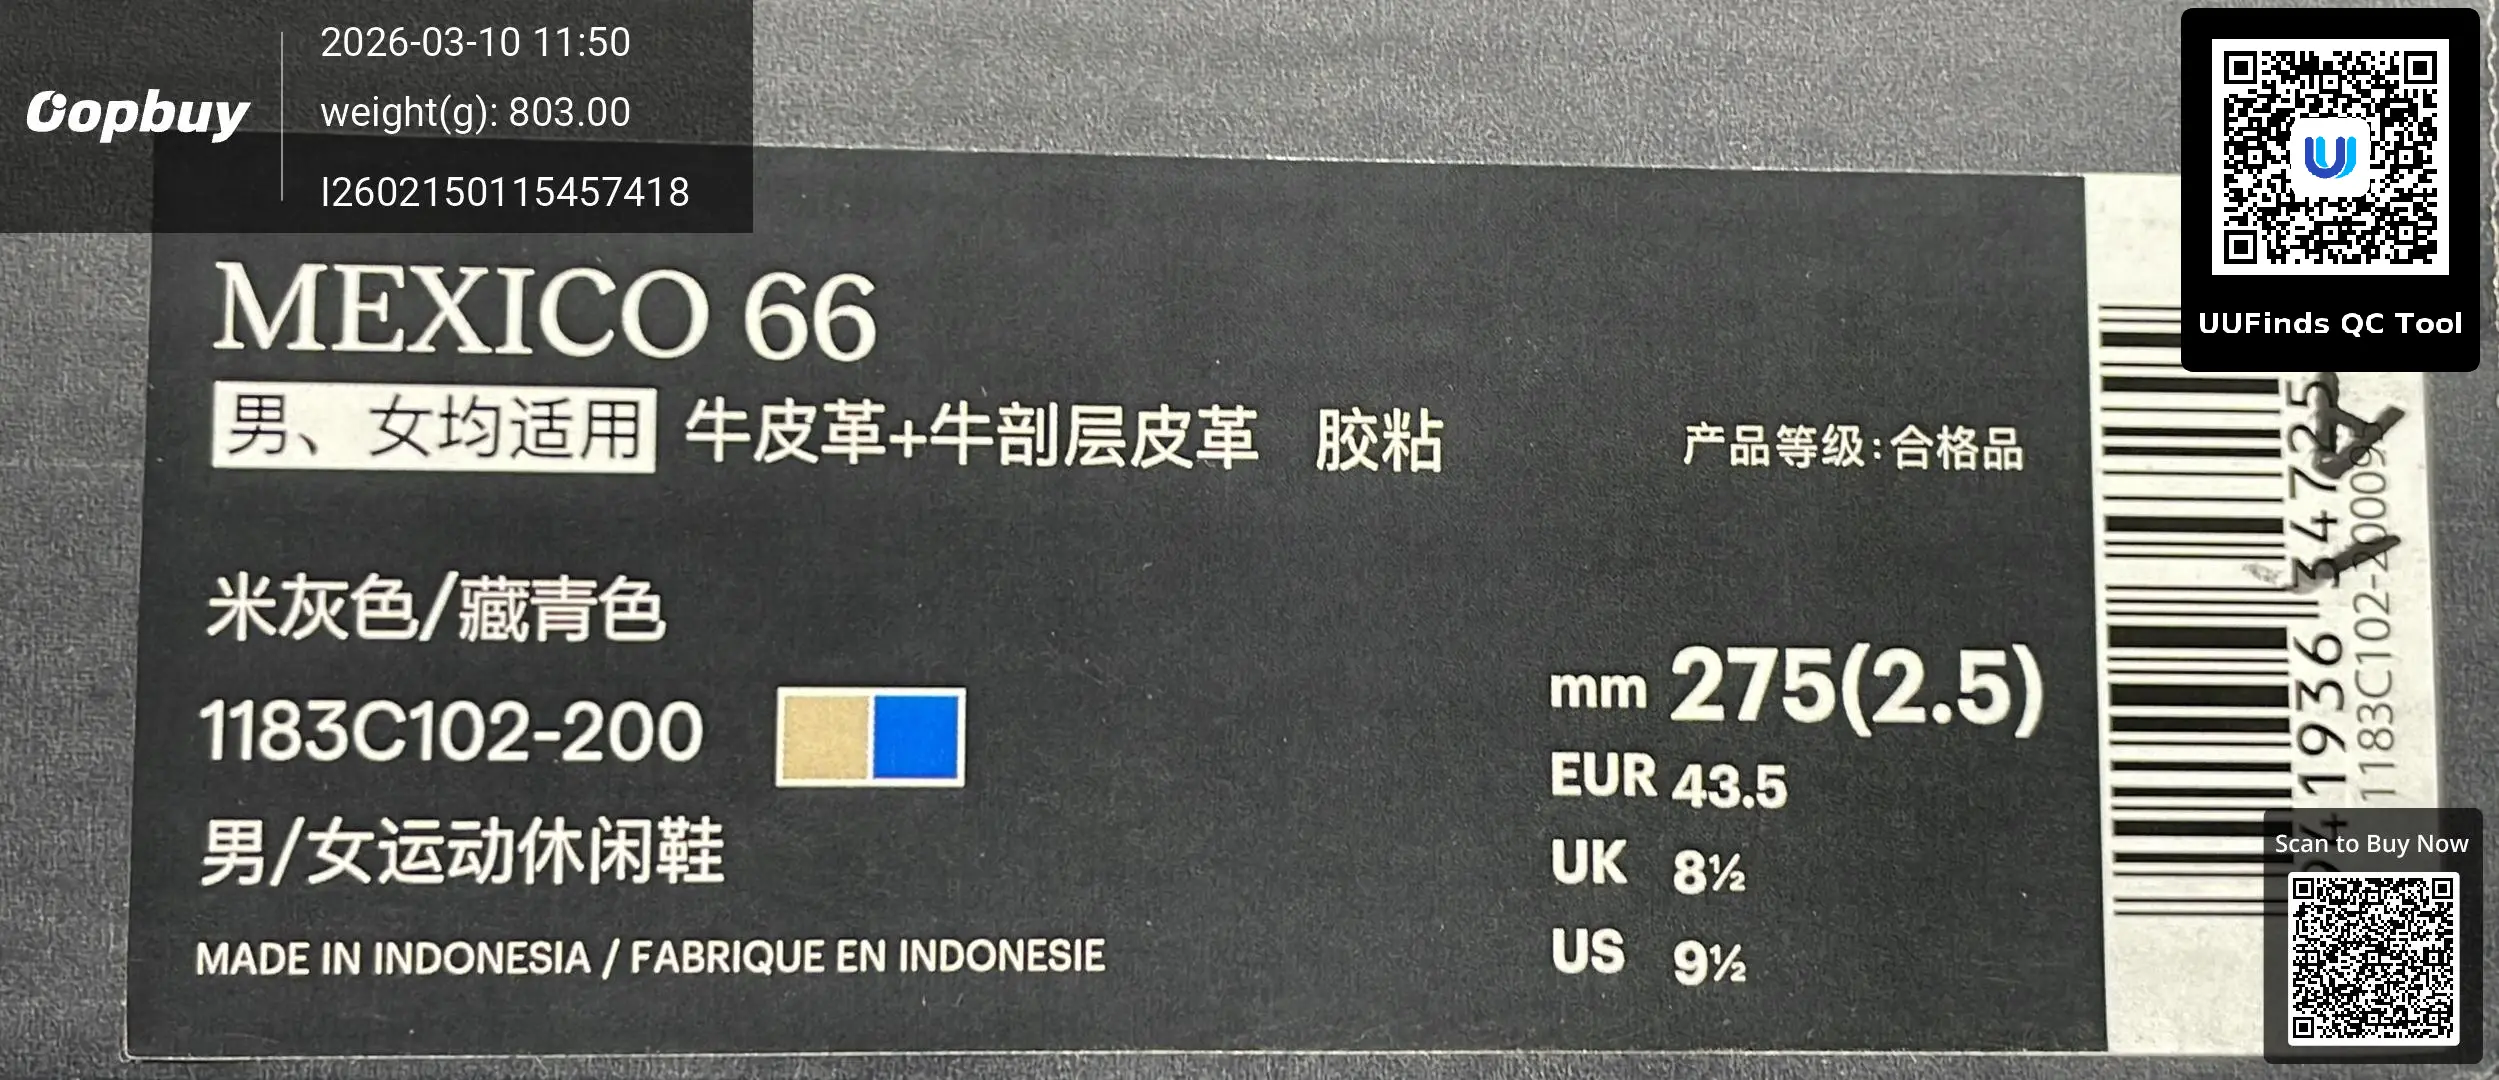 Oopbuy
2026-03-10 11:50
weight(g): 803.00
I2602150115457418
UUFinds QC Tool
MEXICO 66
男、女均适用 牛皮革+牛剖层皮革 胶粘 产品等级:合格品
米灰色/藏青色
1183C102-200
男/女运动休闲鞋
MADE IN INDONESIA / FABRIQUE EN INDONESIE
mm 275(2.5)
EUR 43.5
UK 8½
US 9½
Scan to Buy Now